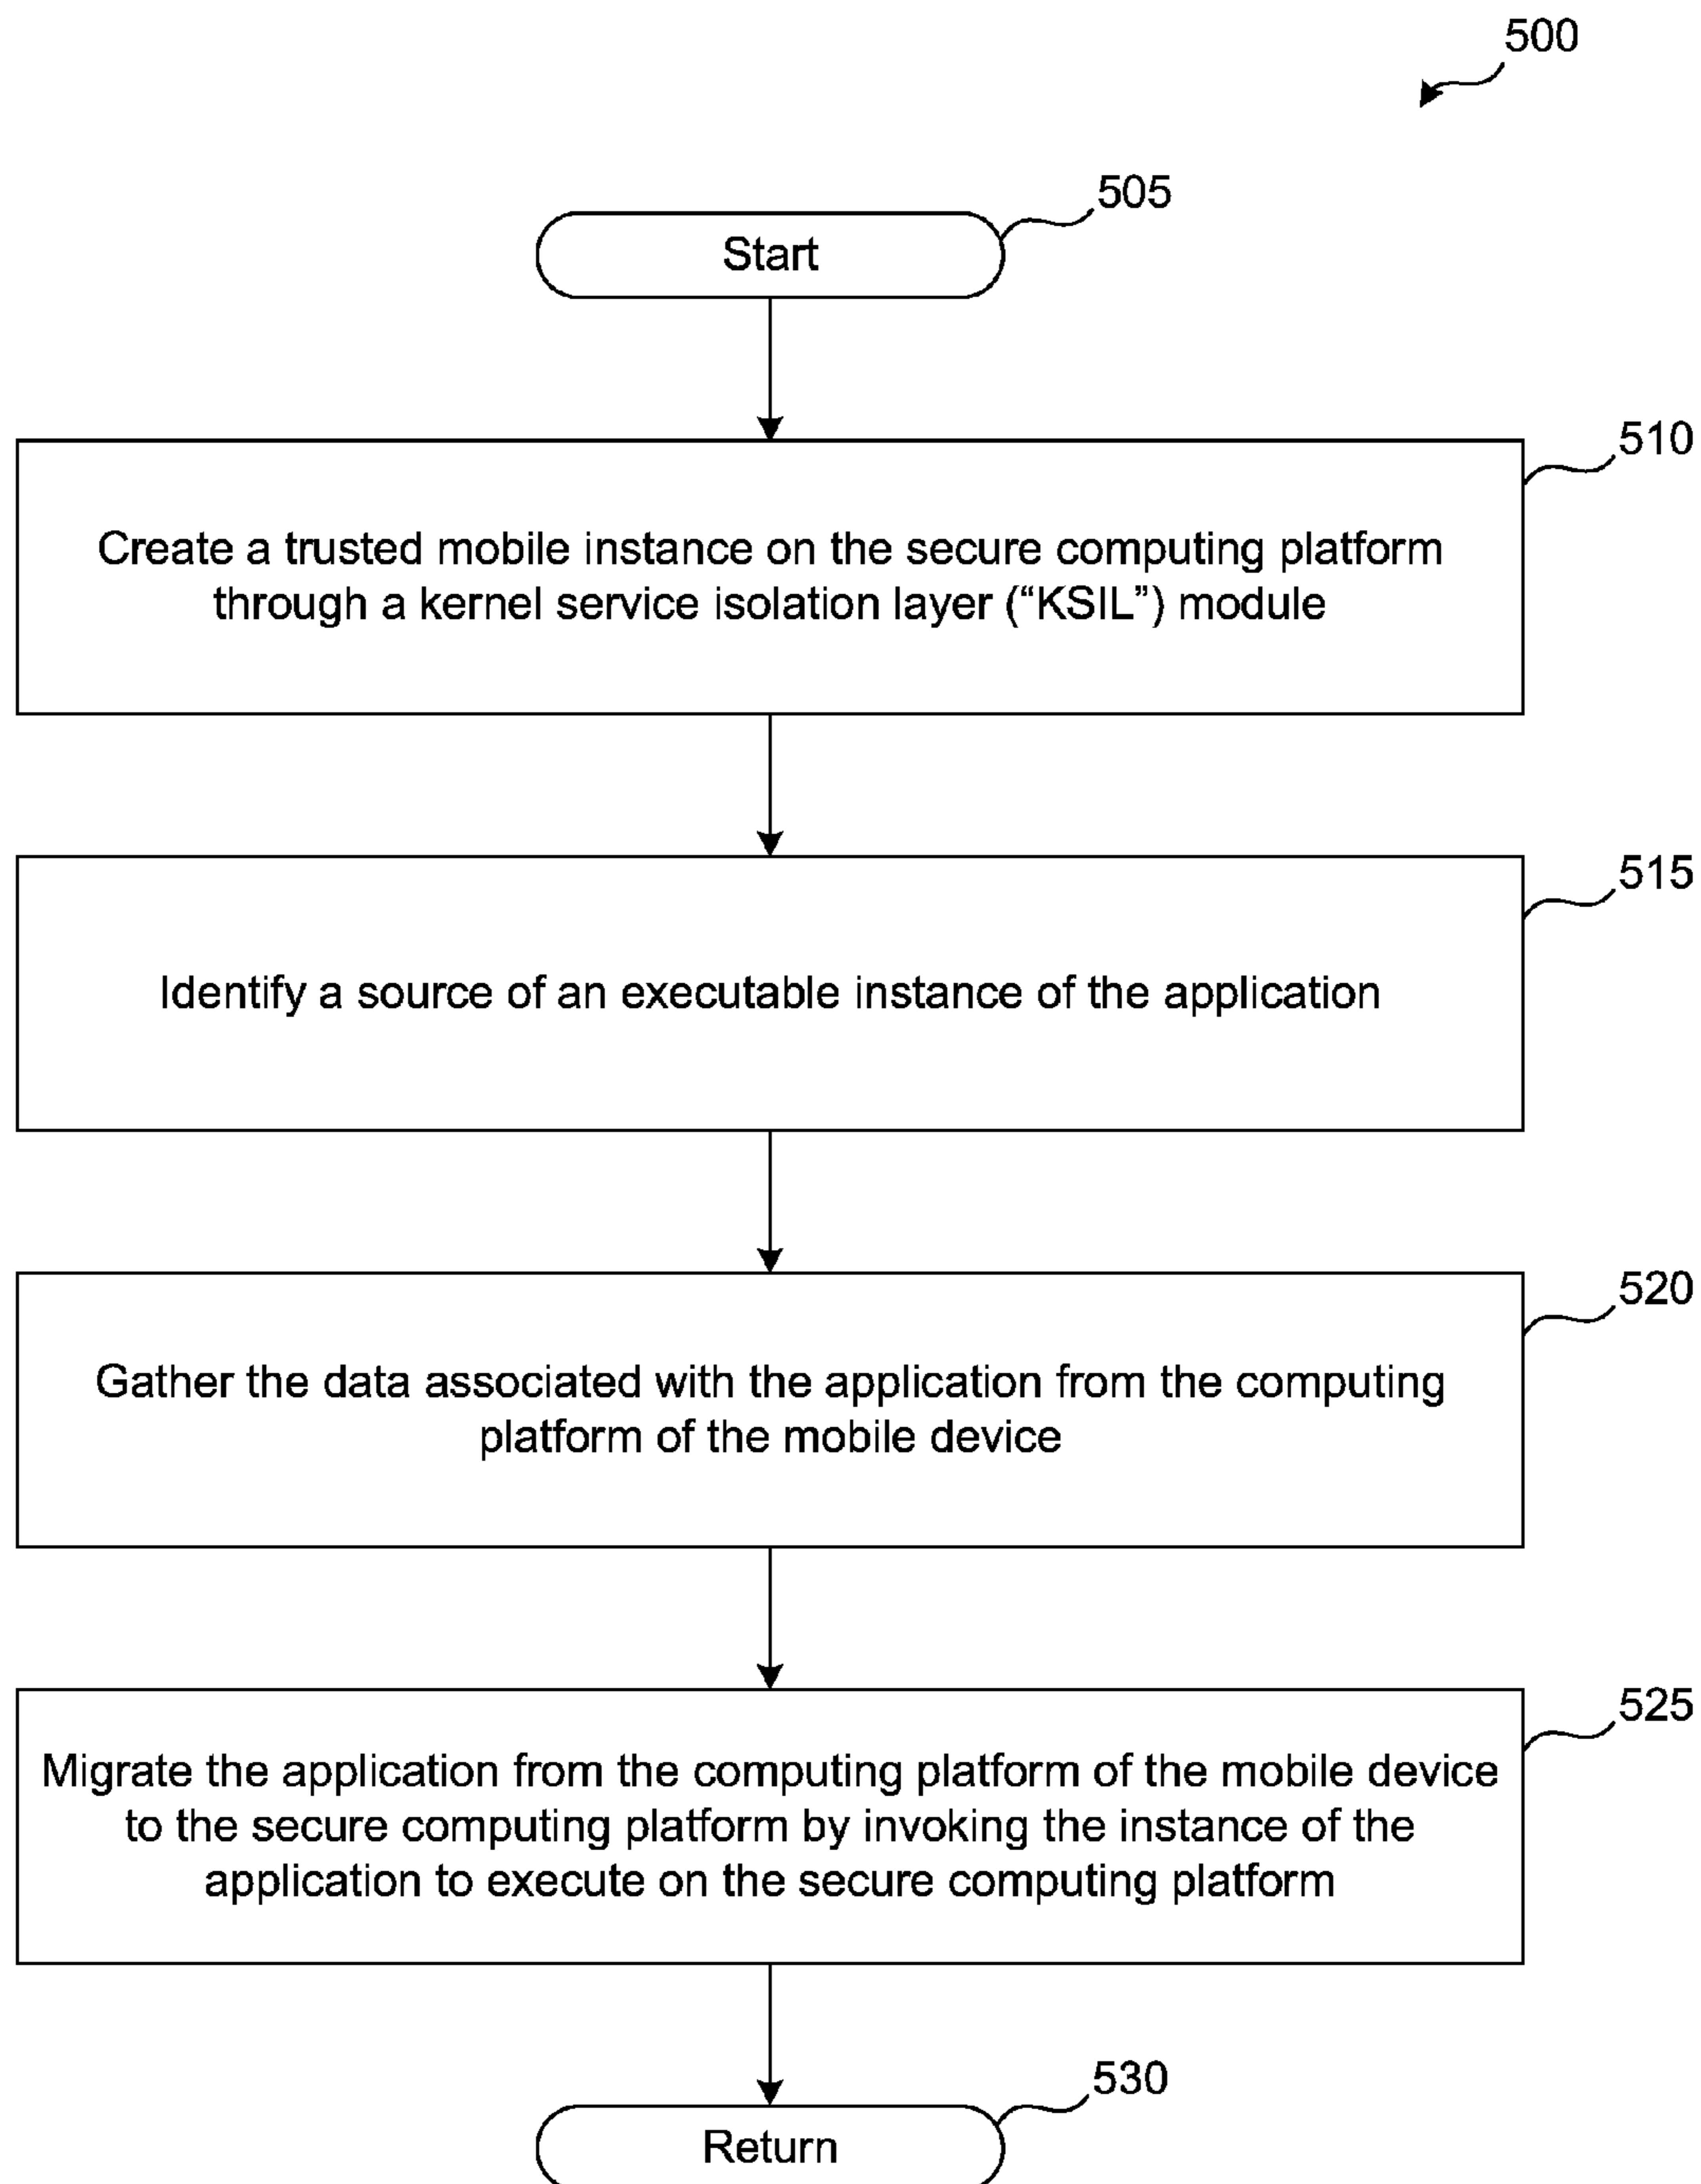 500
505
Start
510
Create a trusted mobile instance on the secure computing platform
through a kernel service isolation layer (“KSIL”) module
515
Identify a source of an executable instance of the application
520
Gather the data associated with the application from the computing
platform of the mobile device
525
Migrate the application from the computing platform of the mobile device
to the secure computing platform by invoking the instance of the
application to execute on the secure computing platform
530
Return